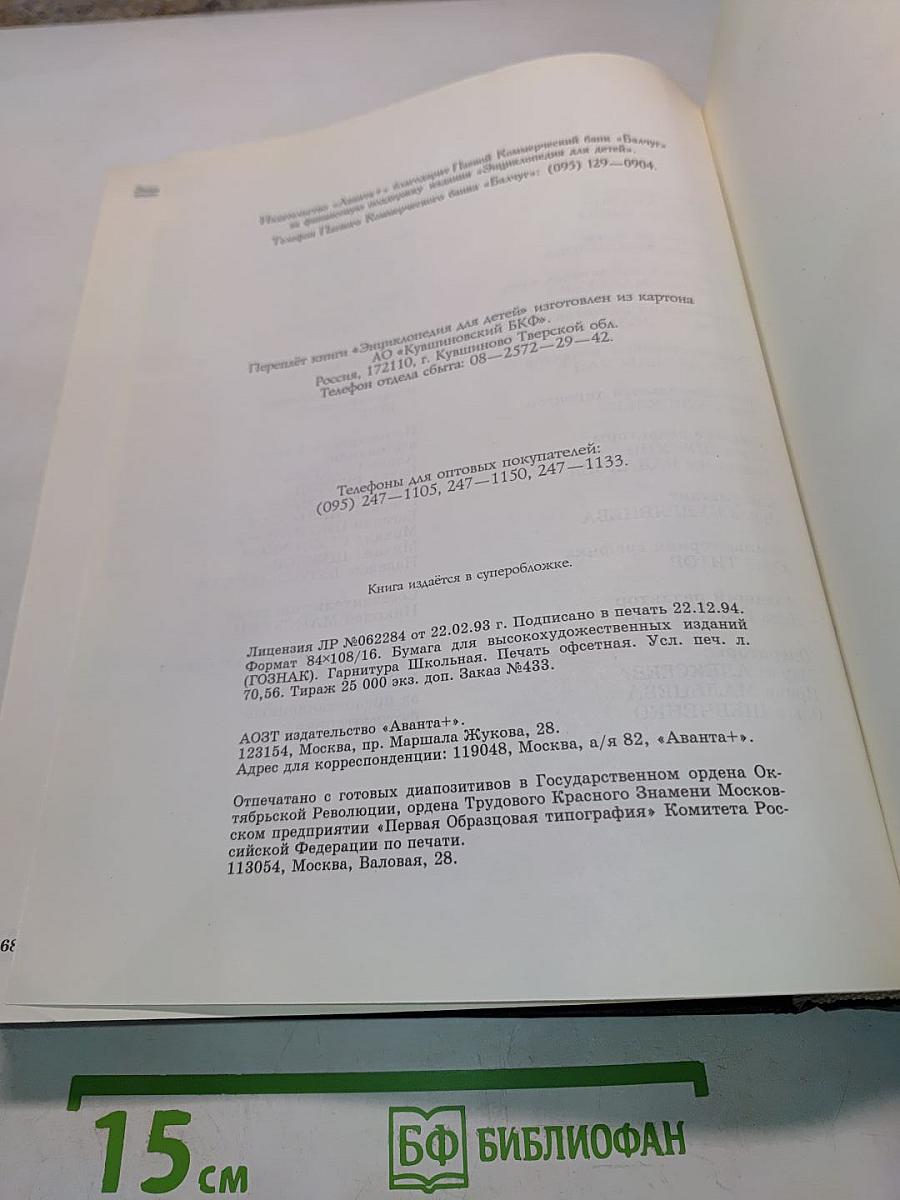 Издательство «Аванта+» благодарит Паевой Коммерческий банк «Балчуг»
за финансовую поддержку издания «Энциклопедия для детей».
Телефон Паевого Коммерческого банка «Балчуг»: (095) 129—0904.
Переплёт книги «Энциклопедия для детей» изготовлен из картона
АО «Кувшиновский БКФ».
Россия, 172110, г. Кувшиново Тверской обл.
Телефон отдела сбыта: 08—2572—29—42.
Телефоны для оптовых покупателей:
(095) 247—1105, 247—1150, 247—1133.
Книга издаётся в суперобложке.
Лицензия ЛР №062284 от 22.02.93 г. Подписано в печать 22.12.94.
Формат 84×108/16. Бумага для высокохудожественных изданий
(ГОЗНАК). Гарнитура Школьная. Печать офсетная. Усл. печ. л.
70,56. Тираж 25 000 экз. доп. Заказ №433.
АОЗТ издательство «Аванта+».
123154, Москва, пр. Маршала Жукова, 28.
Адрес для корреспонденции: 119048, Москва, а/я 82, «Аванта+».
Отпечатано с готовых диапозитивов в Государственном ордена Ок-
тябрьской Революции, ордена Трудового Красного Знамени Москов-
ском предприятии «Первая Образцовая типография» Комитета Рос-
сийской Федерации по печати.
113054, Москва, Валовая, 28.
68
15 см
БФ БИБЛИОФАН